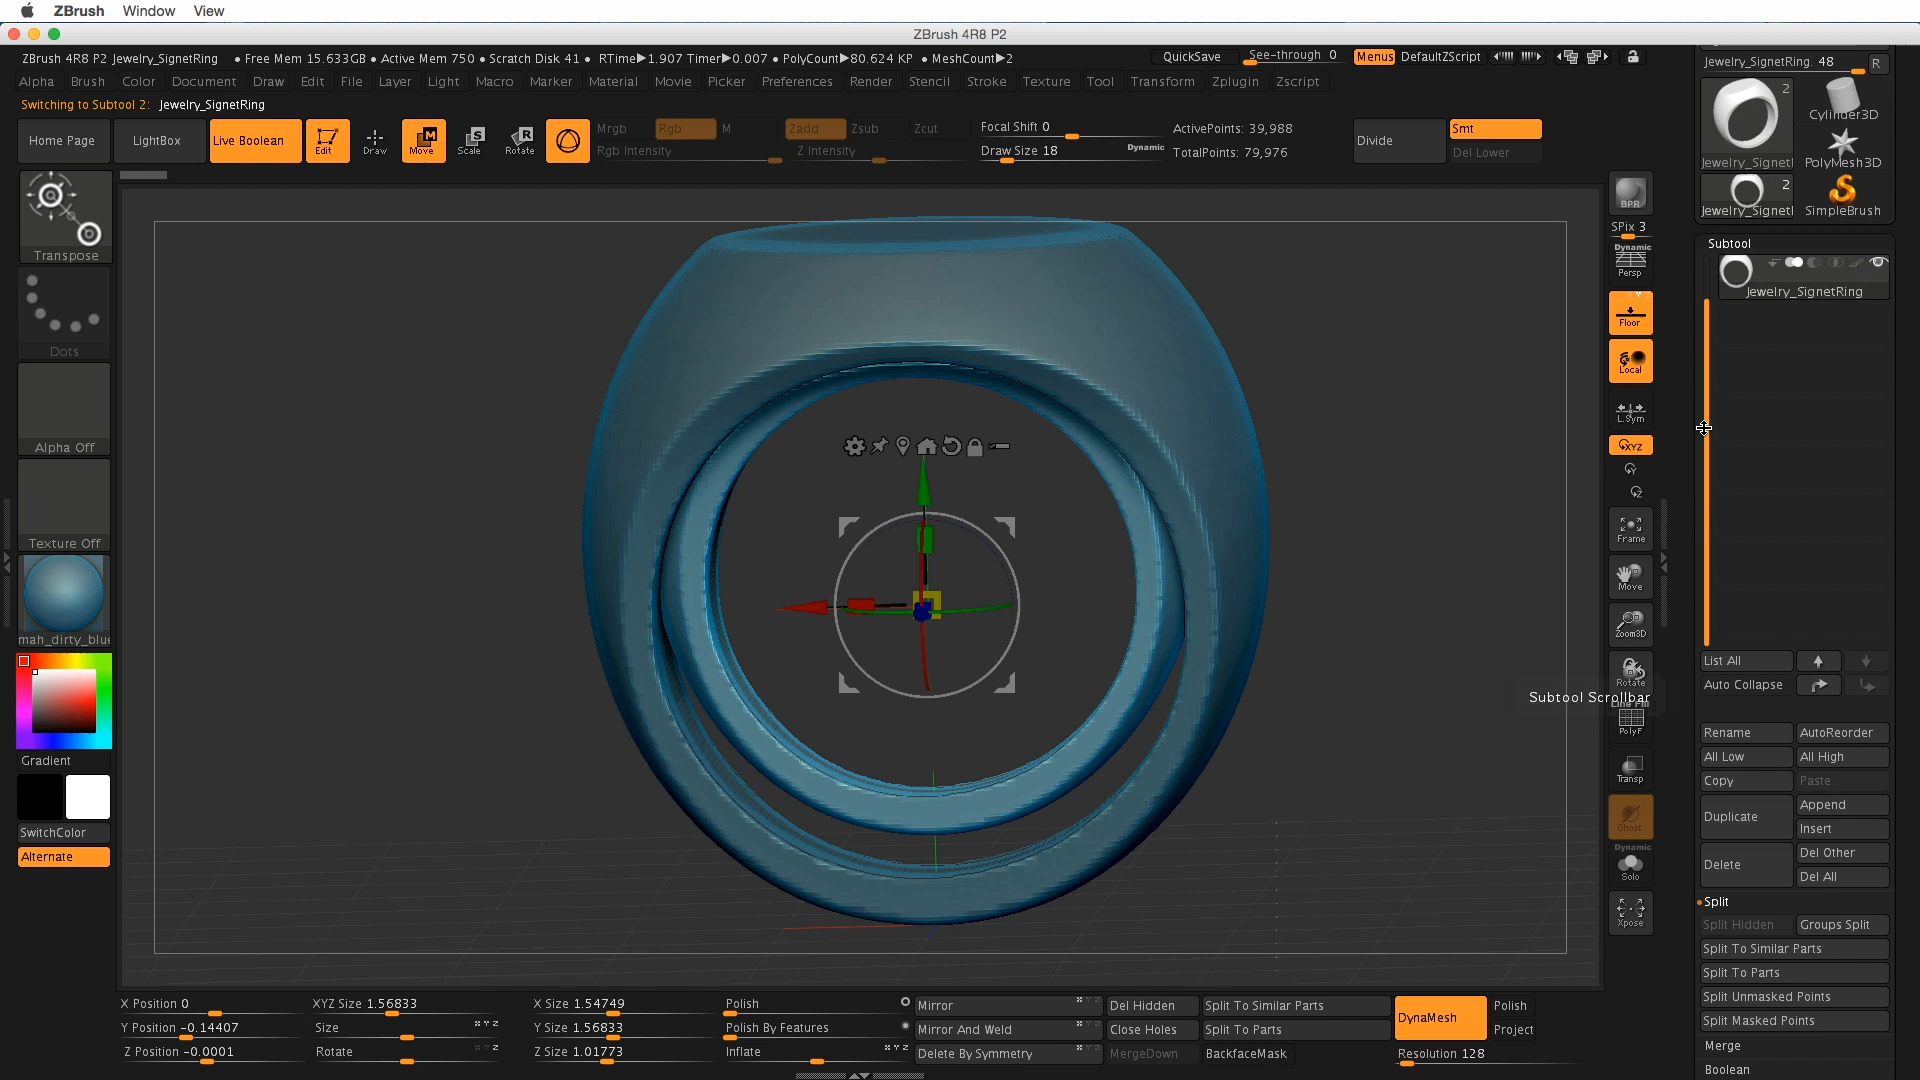 ZBrush Window View
ZBrush 4R8 P2
ZBrush 4R8 P2 Jewelry_SignetRing • Free Mem 15.633GB • Active Mem 750 • Scratch Disk 41 • RTime▶1.907 Timer▶0.007 • PolyCount▶80.624 KP • MeshCount▶2
QuickSave See-through 0 Menus DefaultZScript
Jewelry_SignetRing. 48 R
Alpha Brush Color Document Draw Edit File Layer Light Macro Marker Material Movie Picker Preferences Render Stencil Stroke Texture Tool Transform Zplugin Zscript
Switching to Subtool 2: Jewelry_SignetRing
Home Page LightBox Live Boolean Edit Draw Move Scale Rotate
Mrgb Rgb M Zadd Zsub Zcut
Rgb Intensity Z Intensity
Focal Shift 0
Draw Size 18 Dynamic
ActivePoints: 39,988
TotalPoints: 79,976
Divide Smt
Del Lower
2
Cylinder3D
Jewelry_Signetl PolyMesh3D
2
Jewelry_Signetl SimpleBrush
Transpose
Dots
Alpha Off
Texture Off
mah_dirty_blu
Gradient
SwitchColor
Alternate
BPR
SPix 3
Dynamic
Persp
Floor
Local
L.Sym
XYZ
Y
Z
Frame
Move
Zoom3D
Rotate
Line Fill
PolyF
Transp
Ghost
Dynamic
Solo
Xpose
Subtool Scrollbar
Subtool
Jewelry_SignetRing
List All
Auto Collapse
Rename AutoReorder
All Low All High
Copy Paste
Duplicate Append
Insert
Delete Del Other
Del All
Split
Split Hidden Groups Split
Split To Similar Parts
Split To Parts
Split Unmasked Points
Split Masked Points
Merge
Boolean
X Position 0 XYZ Size 1.56833 X Size 1.54749 Polish Mirror Del Hidden Split To Similar Parts DynaMesh Polish
Y Position -0.14407 Size Y Size 1.56833 Polish By Features Mirror And Weld Close Holes Split To Parts Project
Z Position -0.0001 Rotate Z Size 1.01773 Inflate Delete By Symmetry MergeDown BackfaceMask Resolution 128